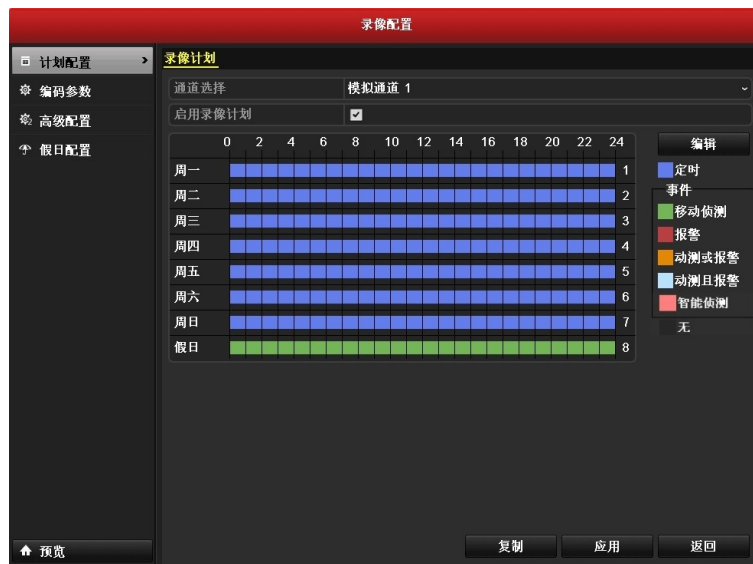 录像配置
计划配置
编码参数
高级配置
假日配置
预览
录像计划
通道选择 模拟通道 1
启用录像计划
0 2 4 6 8 10 12 14 16 18 20 22 24
周一 1
周二 2
周三 3
周四 4
周五 5
周六 6
周日 7
假日 8
编辑
定时
事件
移动侦测
报警
动测或报警
动测且报警
智能侦测
无
复制 应用 返回